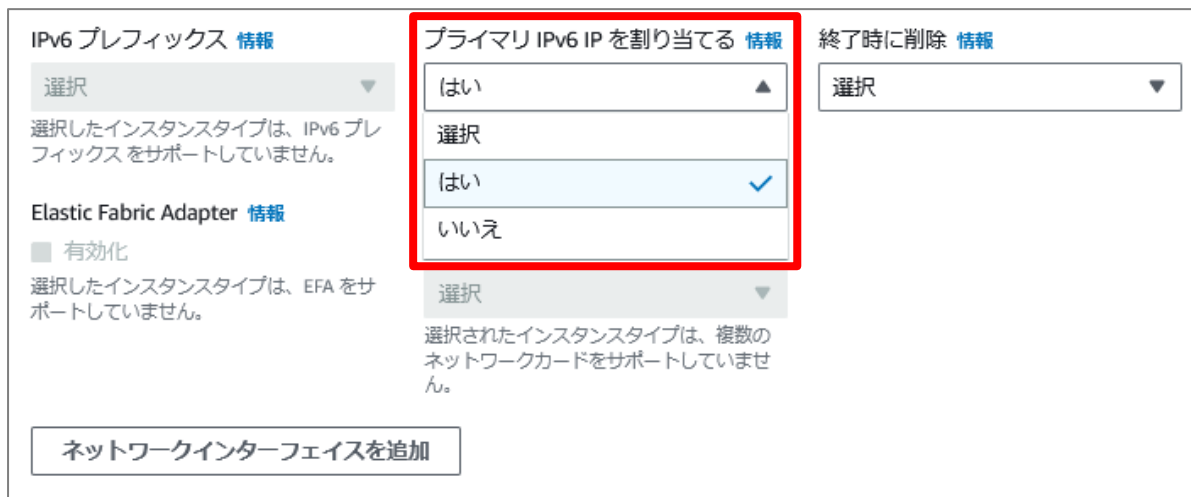 IPv6 プレフィックス 情報
選択
選択したインスタンスタイプは、IPv6 プレ
フィックス をサポートしていません。
Elastic Fabric Adapter 情報
有効化
選択したインスタンスタイプは、EFA をサ
ポートしていません。
プライマリ IPv6 IP を割り当てる 情報
はい
選択
はい
いいえ
選択
選択されたインスタンスタイプは、複数の
ネットワークカードをサポートしていませ
ん。
終了時に削除 情報
選択
ネットワークインターフェイスを追加